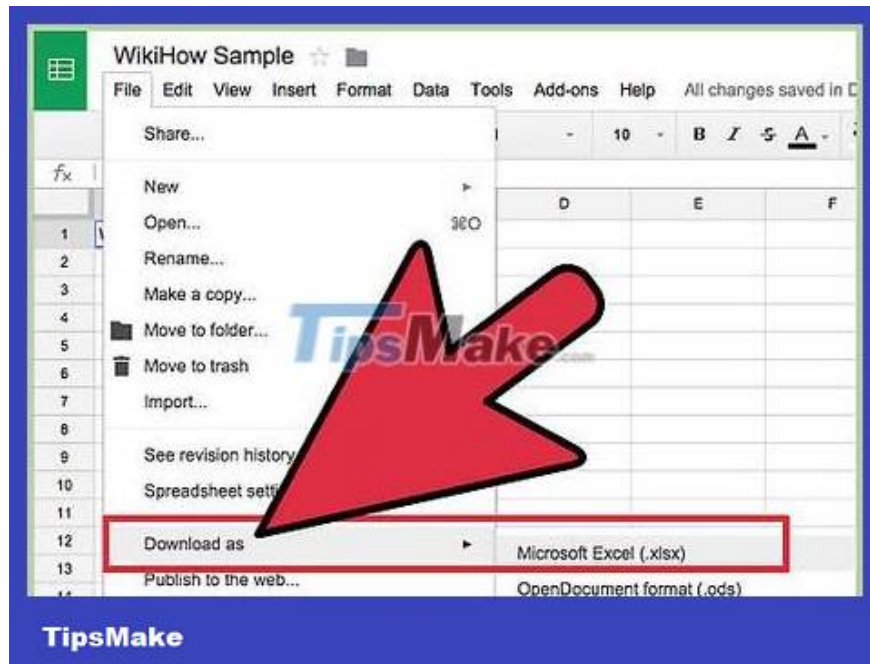 WikiHow Sample
File Edit View Insert Format Data Tools Add-ons Help All changes saved in D
Share... 10 B I S A
fx
New
D E F
Open... ⌘O
1
Rename...
2
3 Make a copy...
4
TipsMake.com
Move to folder...
5
6 Move to trash
7 Import...
8
9 See revision history
10 Spreadsheet
11
12 Download as Microsoft Excel (.xlsx)
13
Publish to the web...
OpenDocument format (.ods)
TipsMake